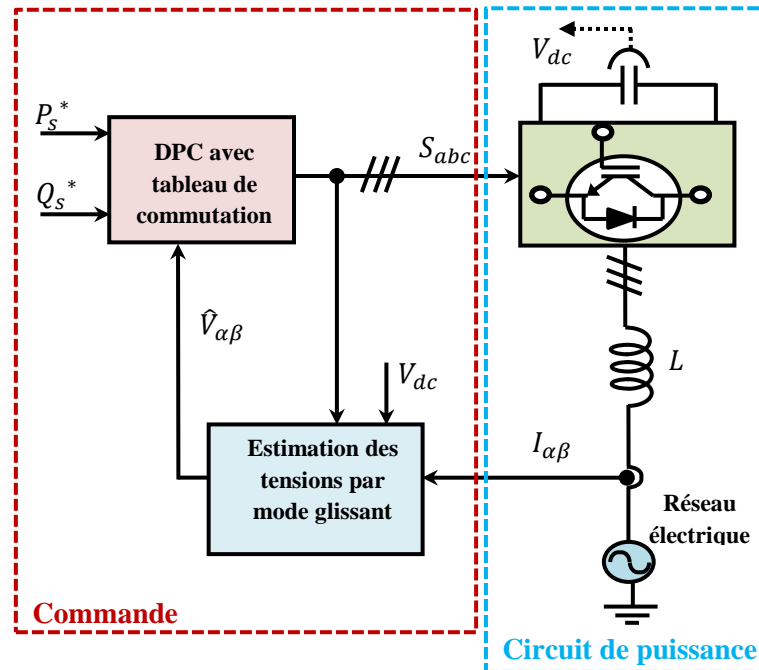 V_dc
P_s*
Q_s*
DPC avec
tableau de
commutation
S_abc
V̂_αβ
V_dc
L
Estimation des
tensions par
mode glissant
I_αβ
Réseau
électrique
Commande
Circuit de puissance